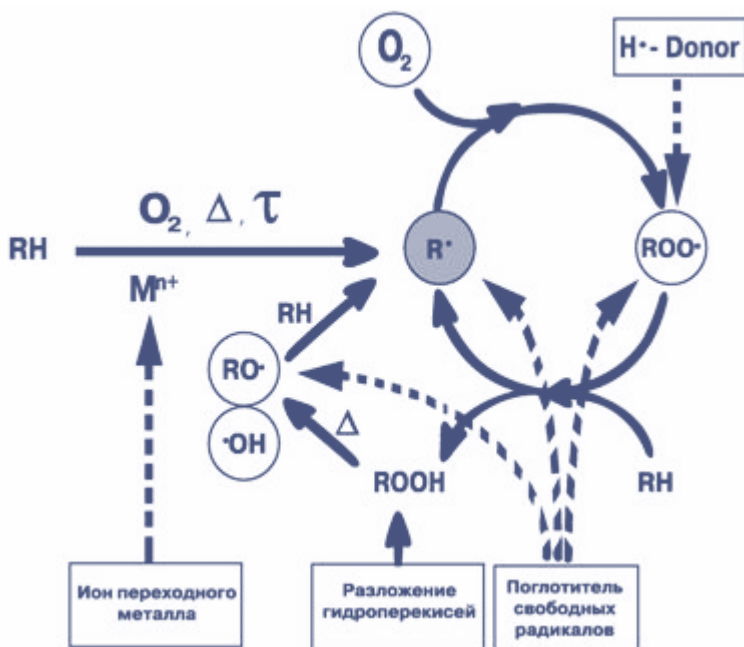 O₂
H•- Donor
O₂, Δ, τ
RH
Mⁿ⁺
R•
ROO•
RH
RO•
•OH
Δ
ROOH
RH
Ион переходного
металла
Разложение
гидроперекисей
Поглотитель
свободных
радикалов